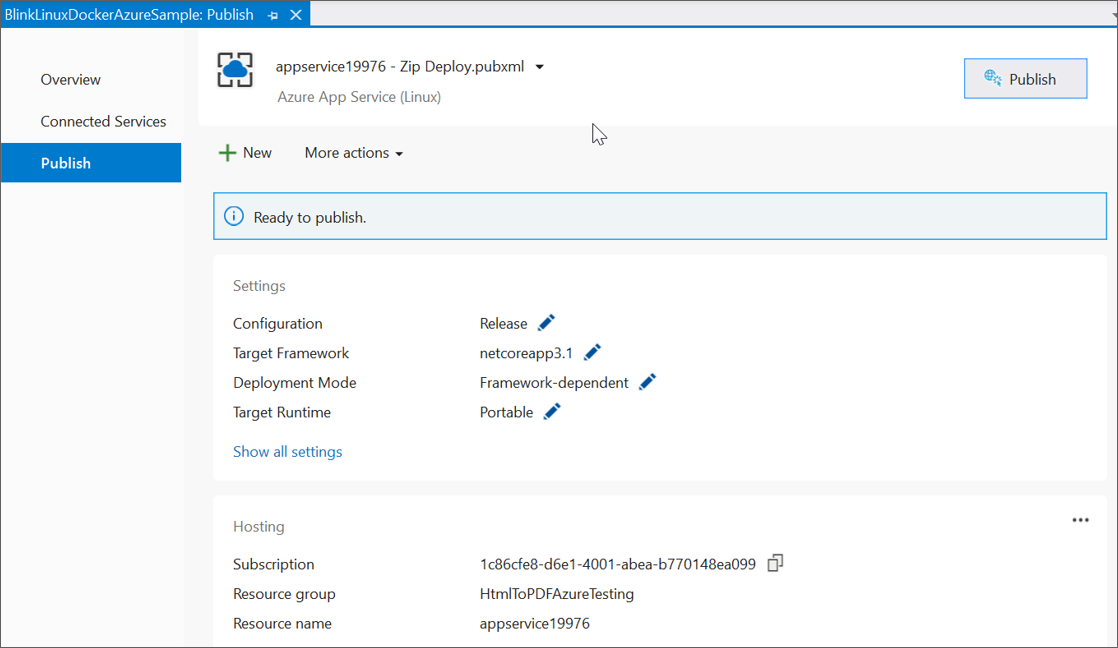 BlinkLinuxDockerAzureSample: Publish
Overview
Connected Services
Publish
appservice19976 - Zip Deploy.pubxml
Azure App Service (Linux)
Publish
New
More actions
Ready to publish.
Settings
Configuration Release
Target Framework netcoreapp3.1
Deployment Mode Framework-dependent
Target Runtime Portable
Show all settings
Hosting
Subscription 1c86cfe8-d6e1-4001-abea-b770148ea099
Resource group HtmlToPDFAzureTesting
Resource name appservice19976